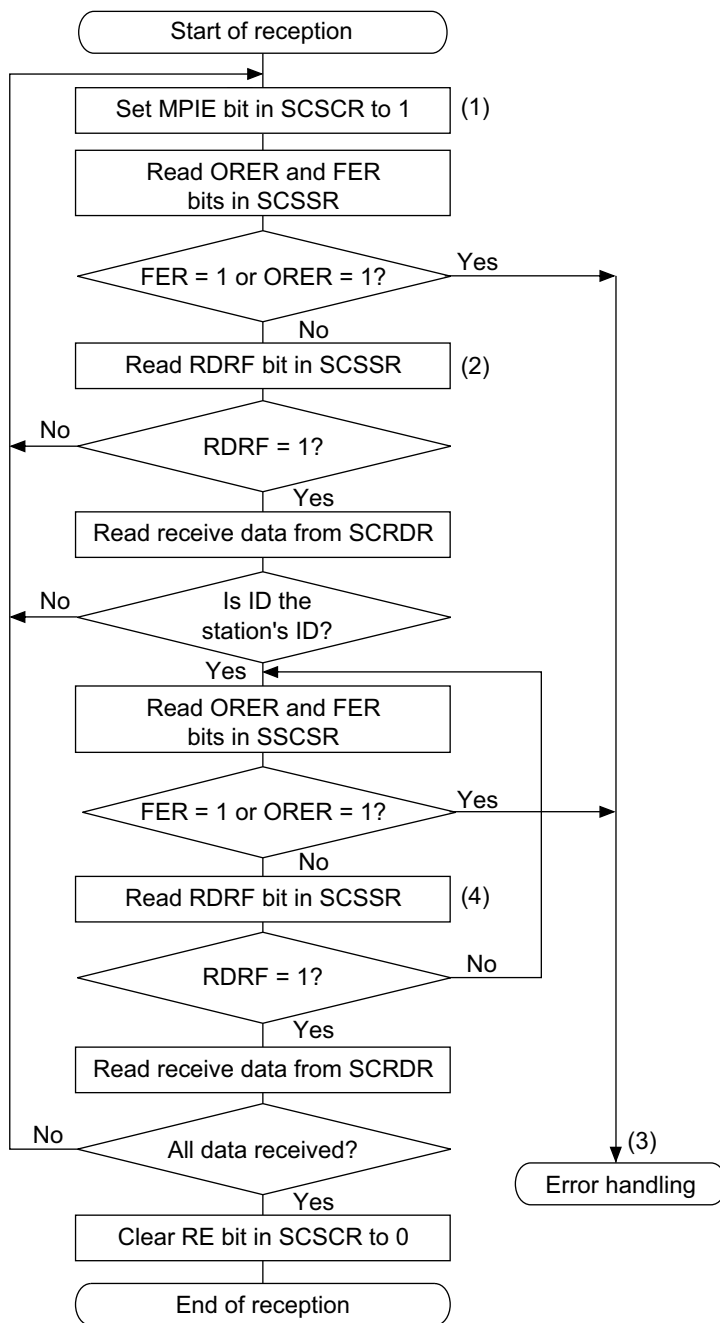 Start of reception
Set MPIE bit in SCSCR to 1
(1)
Read ORER and FER
bits in SCSSR
FER = 1 or ORER = 1?
Yes
No
Read RDRF bit in SCSSR
(2)
No
RDRF = 1?
Yes
Read receive data from SCRDR
No
Is ID the
station's ID?
Yes
Read ORER and FER
bits in SSCSR
FER = 1 or ORER = 1?
Yes
No
Read RDRF bit in SCSSR
(4)
RDRF = 1?
No
Yes
Read receive data from SCRDR
No
All data received?
(3)
Error handling
Yes
Clear RE bit in SCSCR to 0
End of reception